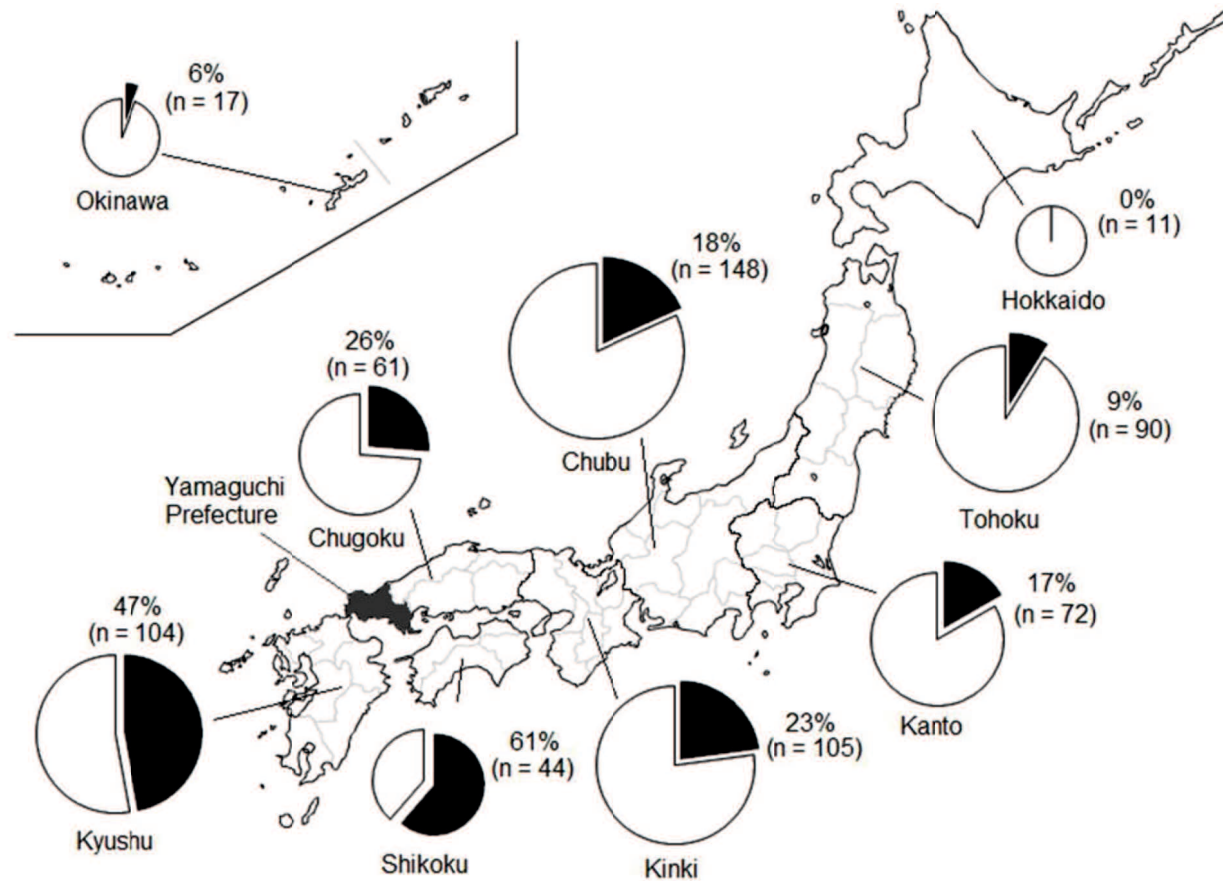 6%
(n = 17)
Okinawa
0%
(n = 11)
Hokkaido
18%
(n = 148)
Chubu
26%
(n = 61)
Chugoku
9%
(n = 90)
Tohoku
Yamaguchi
Prefecture
17%
(n = 72)
Kanto
47%
(n = 104)
Kyushu
61%
(n = 44)
Shikoku
23%
(n = 105)
Kinki